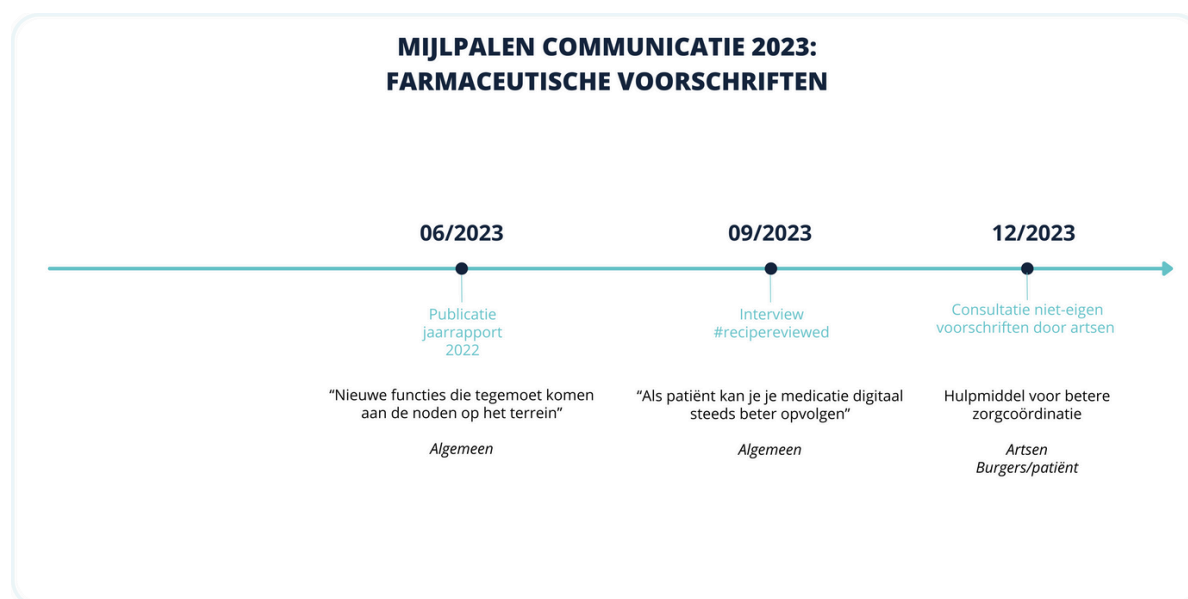 MIJLPALEN COMMUNICATIE 2023:
FARMACEUTISCHE VOORSCHRIFTEN
06/2023
Publicatie
jaarrapport
2022
“Nieuwe functies die tegemoet komen
aan de noden op het terrein”
Algemeen
09/2023
Interview
#recipereviewed
“Als patiënt kan je je medicatie digitaal
steeds beter opvolgen”
Algemeen
12/2023
Consultatie niet-eigen
voorschriften door artsen
Hulpmiddel voor betere
zorgcoördinatie
Artsen
Burgers/patiënt